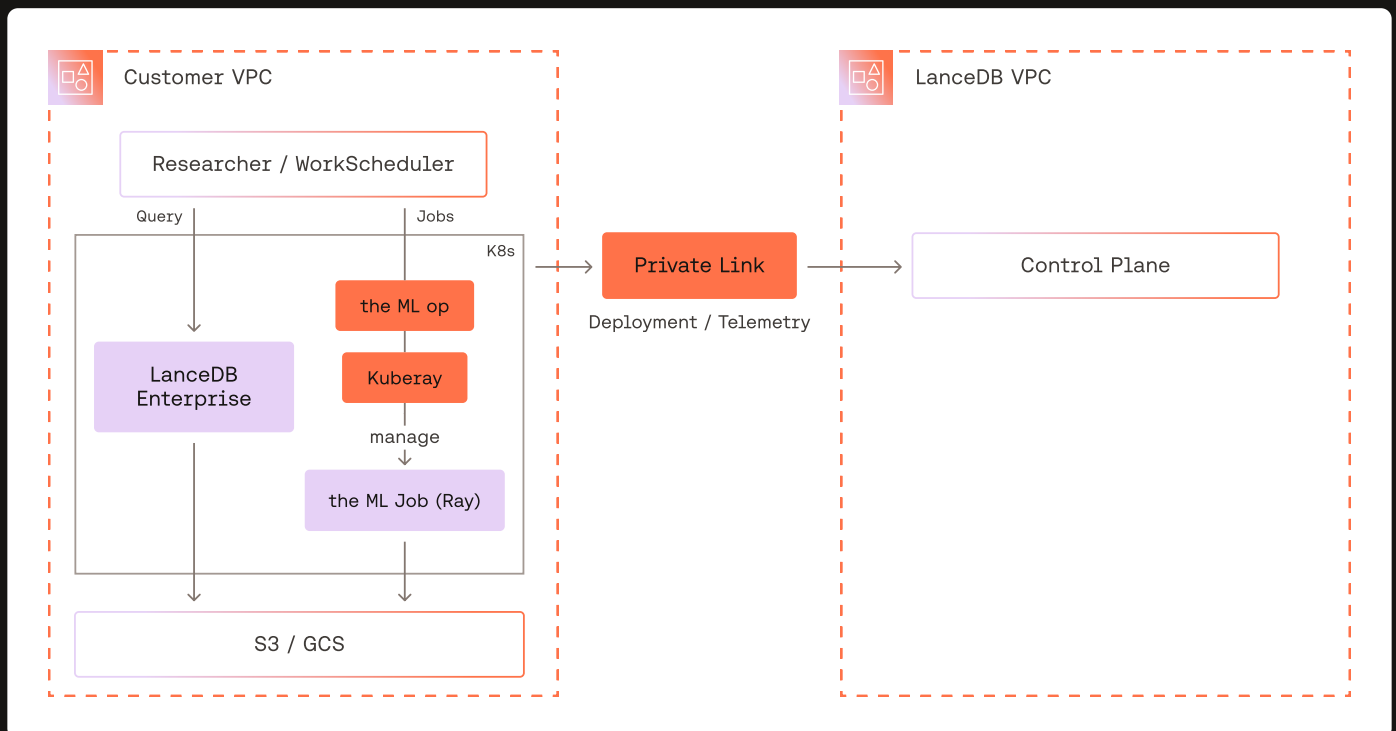 Customer VPC
LanceDB VPC
Researcher / WorkScheduler
Query
Jobs
K8s
the ML op
Private Link
Control Plane
Deployment / Telemetry
LanceDB
Enterprise
Kuberay
manage
the ML Job (Ray)
S3 / GCS